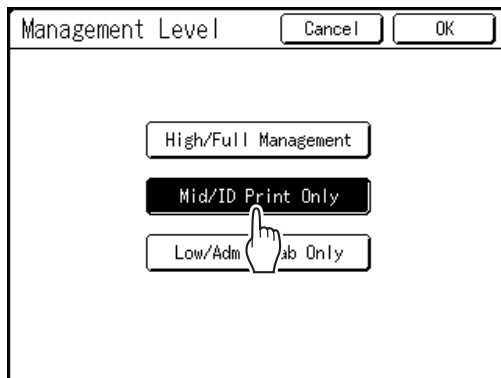 Management Level Cancel OK
High/Full Management
Mid/ID Print Only
Low/Adm ab Only